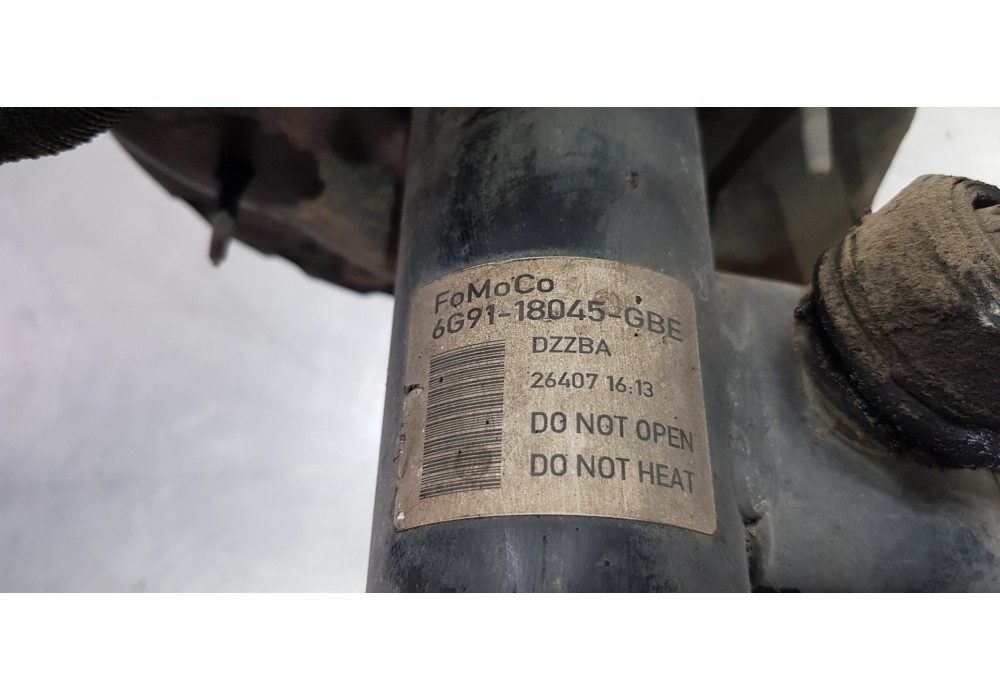 FoMoCo
6G91-18045-GBE
DZZBA
26407 16:13
DO NOT OPEN
DO NOT HEAT